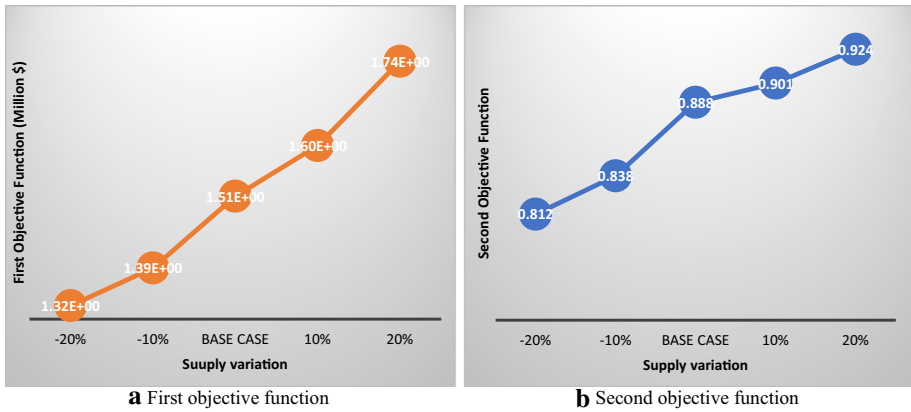 First Objective Function (Million $)
1.74E+00
1.60E+00
1.51E+00
1.39E+00
1.32E+00
-20% -10% BASE CASE 10% 20%
Suuply variation
a First objective function
Second Objective Function
0.924
0.901
0.888
0.838
0.812
-20% -10% BASE CASE 10% 20%
Supply variation
b Second objective function